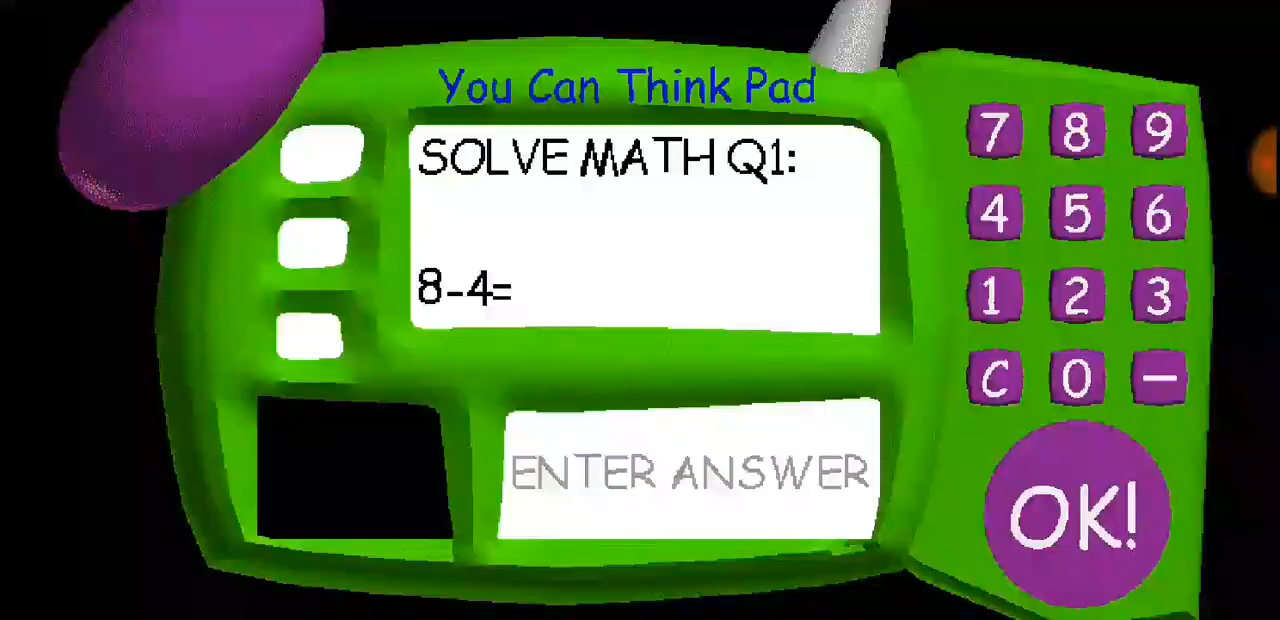 You Can Think Pad
SOLVE MATH Q1:
8-4=
ENTER ANSWER
7 8 9
4 5 6
1 2 3
C 0 −
OK!